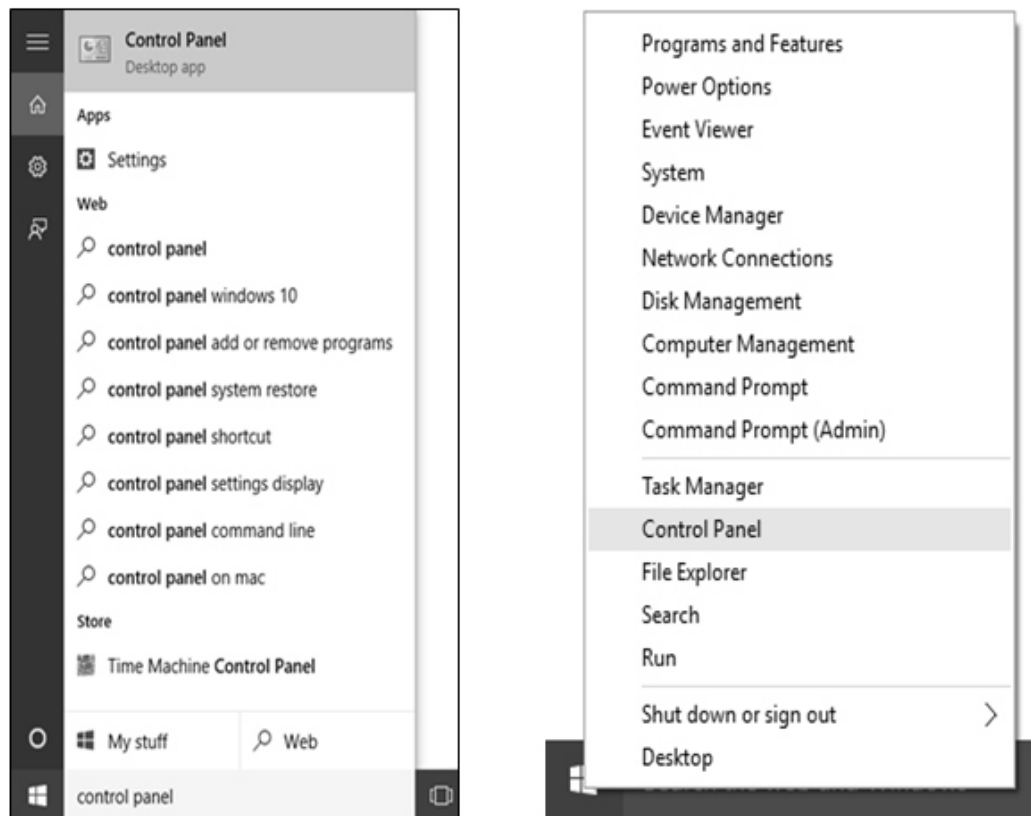 Control Panel
Desktop app
Apps
Settings
Web
control panel
control panel windows 10
control panel add or remove programs
control panel system restore
control panel shortcut
control panel settings display
control panel command line
control panel on mac
Store
Time Machine Control Panel
My stuff
Web
control panel
Programs and Features
Power Options
Event Viewer
System
Device Manager
Network Connections
Disk Management
Computer Management
Command Prompt
Command Prompt (Admin)
Task Manager
Control Panel
File Explorer
Search
Run
Shut down or sign out
Desktop